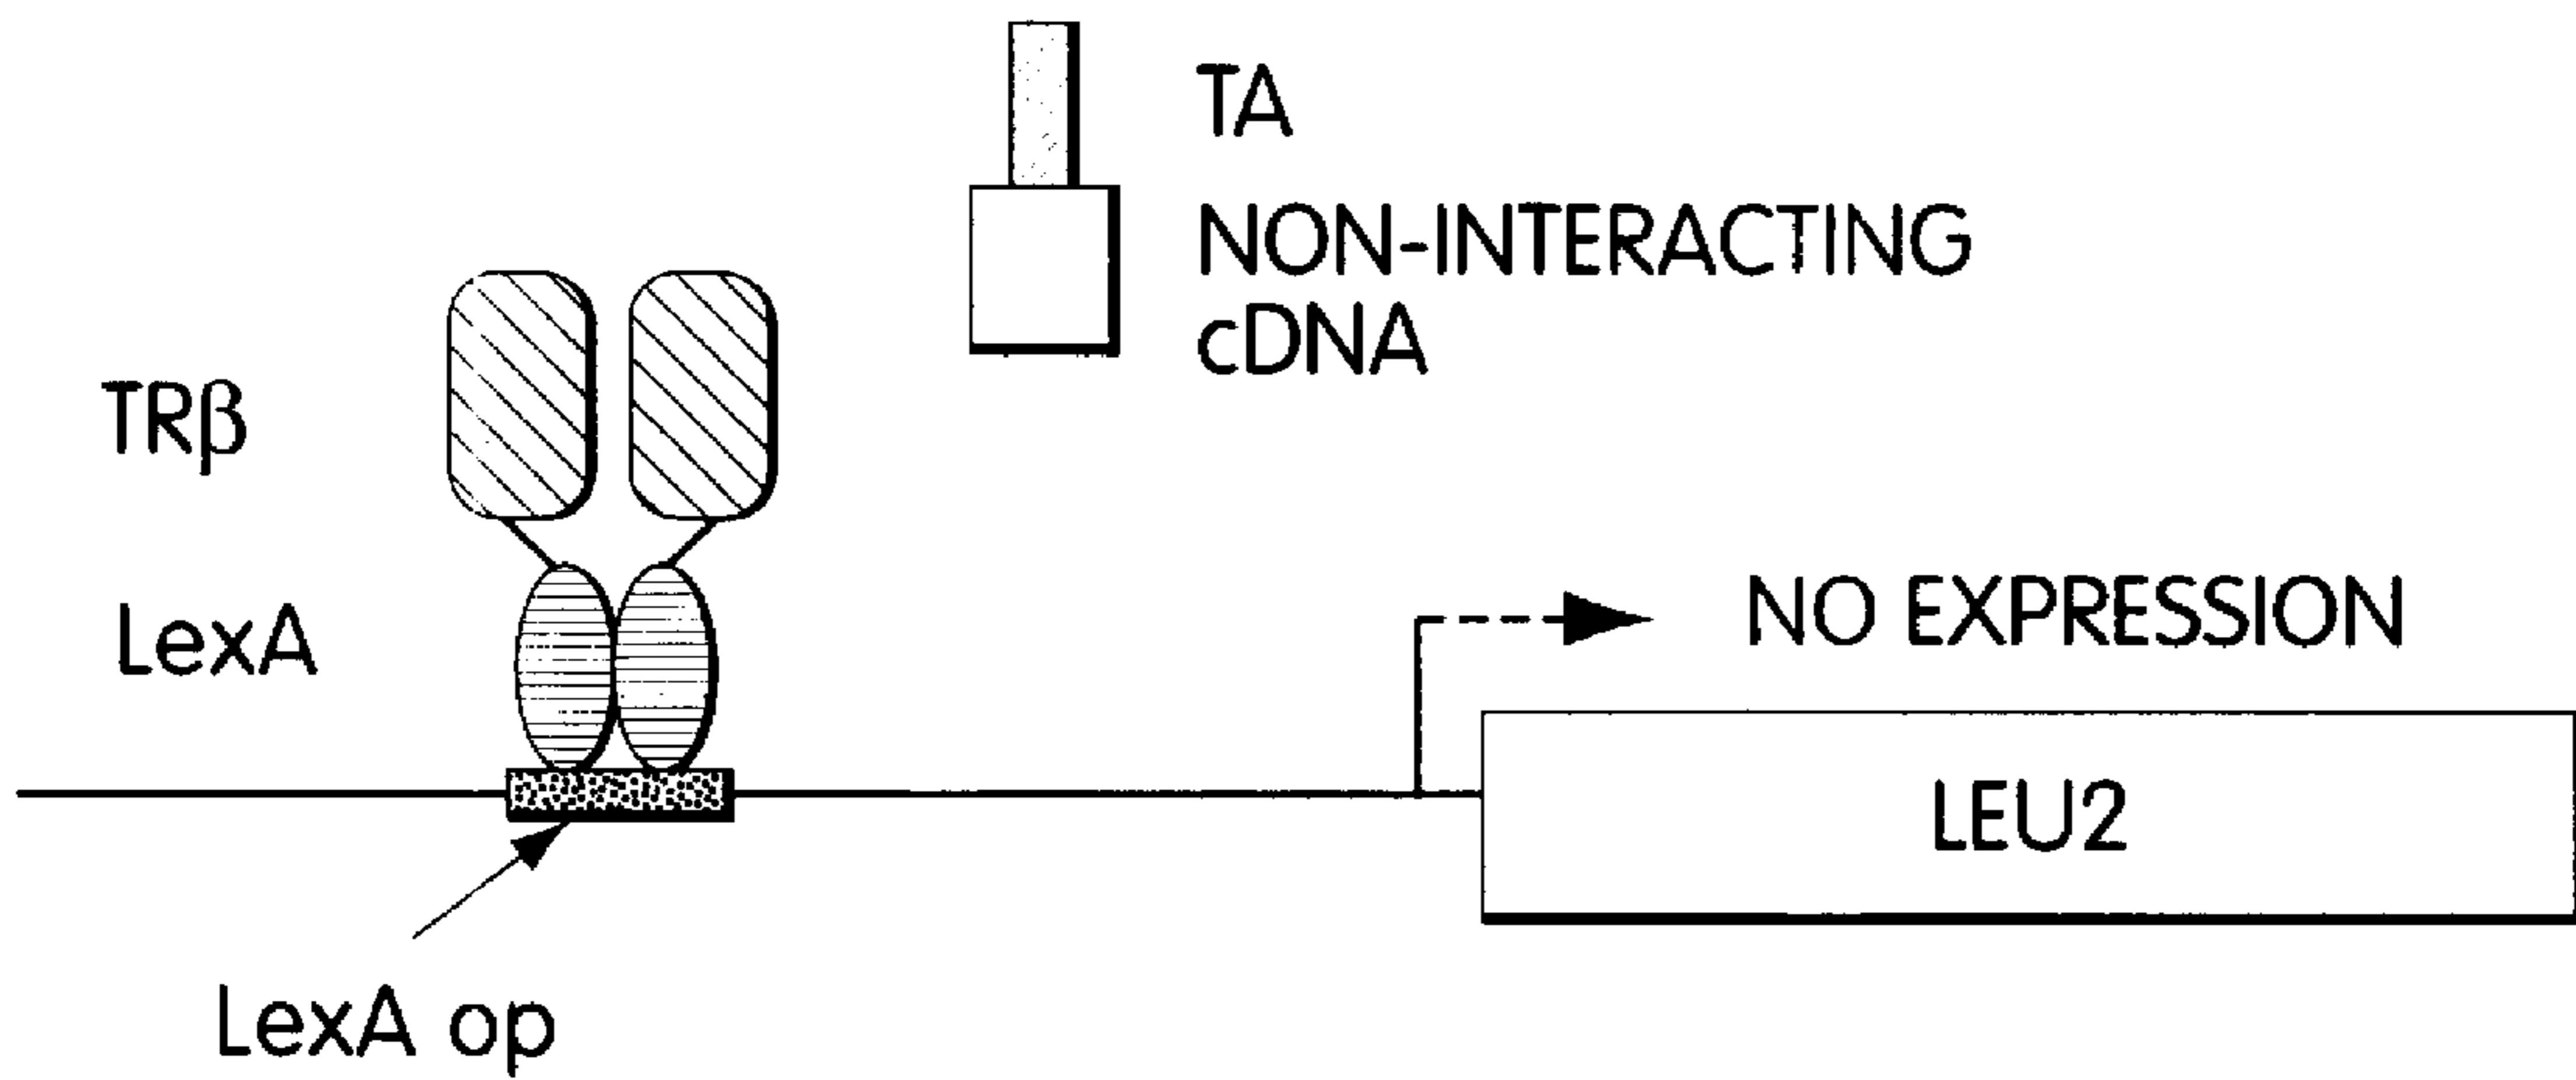 TA
NON-INTERACTING
cDNA
TRβ
LexA
NO EXPRESSION
LEU2
LexA op